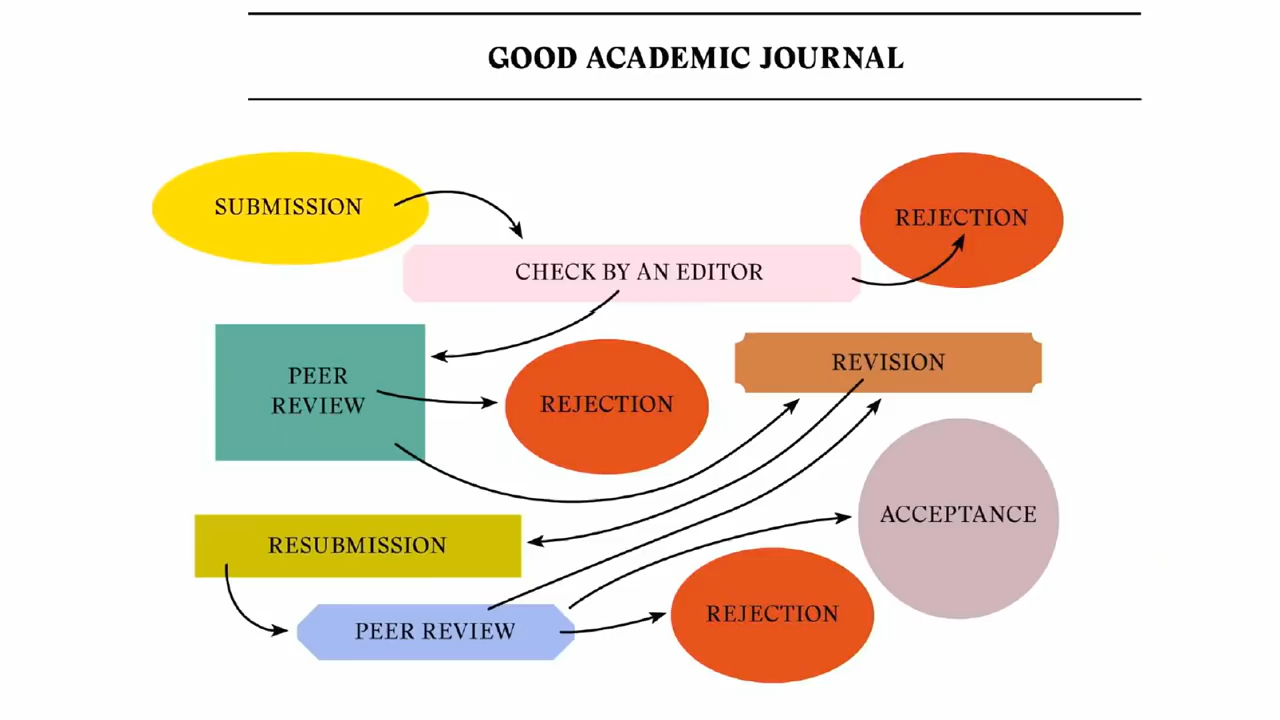 GOOD ACADEMIC JOURNAL
SUBMISSION
REJECTION
CHECK BY AN EDITOR
PEER
REVIEW
REJECTION
REVISION
ACCEPTANCE
RESUBMISSION
PEER REVIEW
REJECTION